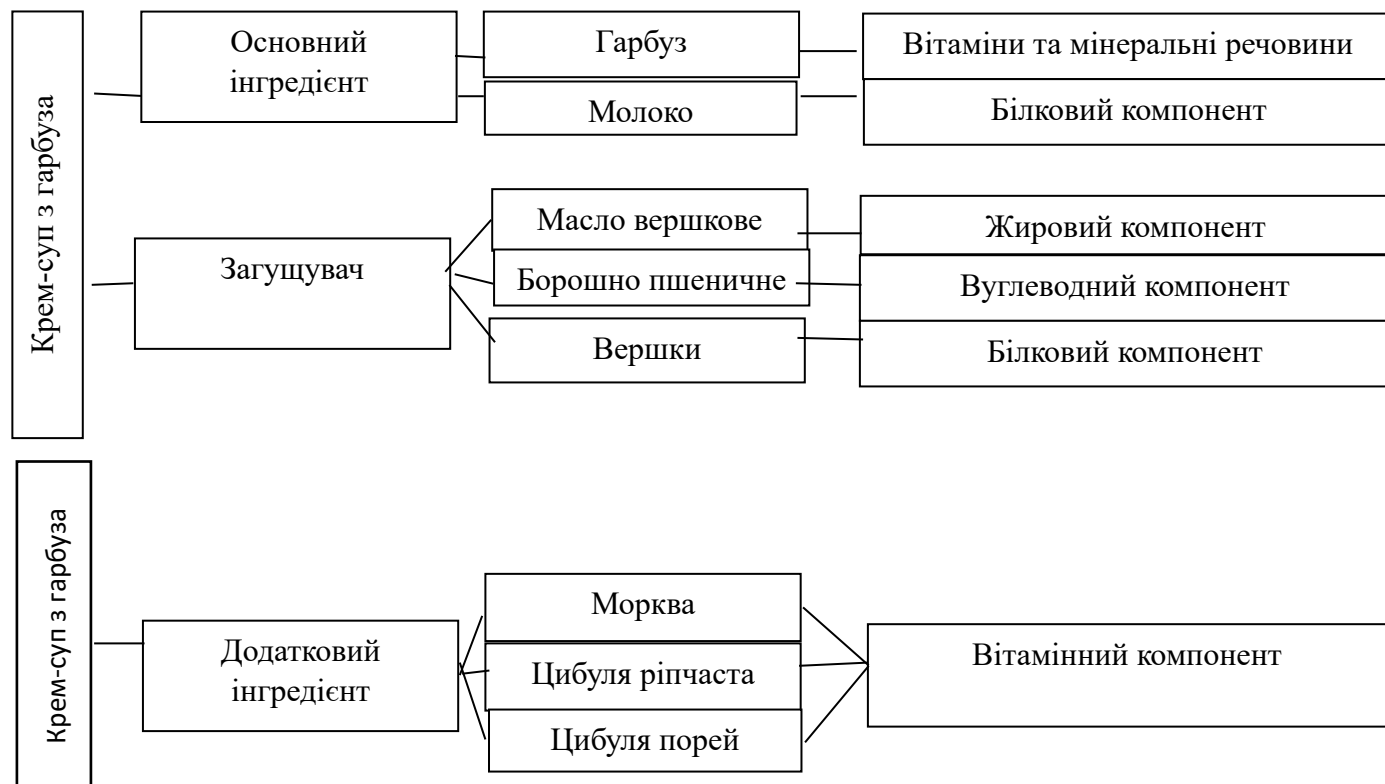 Крем-суп з гарбуза
Основний
інгредієнт
Гарбуз
Вітаміни та мінеральні речовини
Молоко
Білковий компонент
Загущувач
Масло вершкове
Жировий компонент
Борошно пшеничне
Вуглеводний компонент
Вершки
Білковий компонент
Крем-суп з гарбуза
Додатковий
інгредієнт
Морква
Цибуля ріпчаста
Цибуля порей
Вітамінний компонент